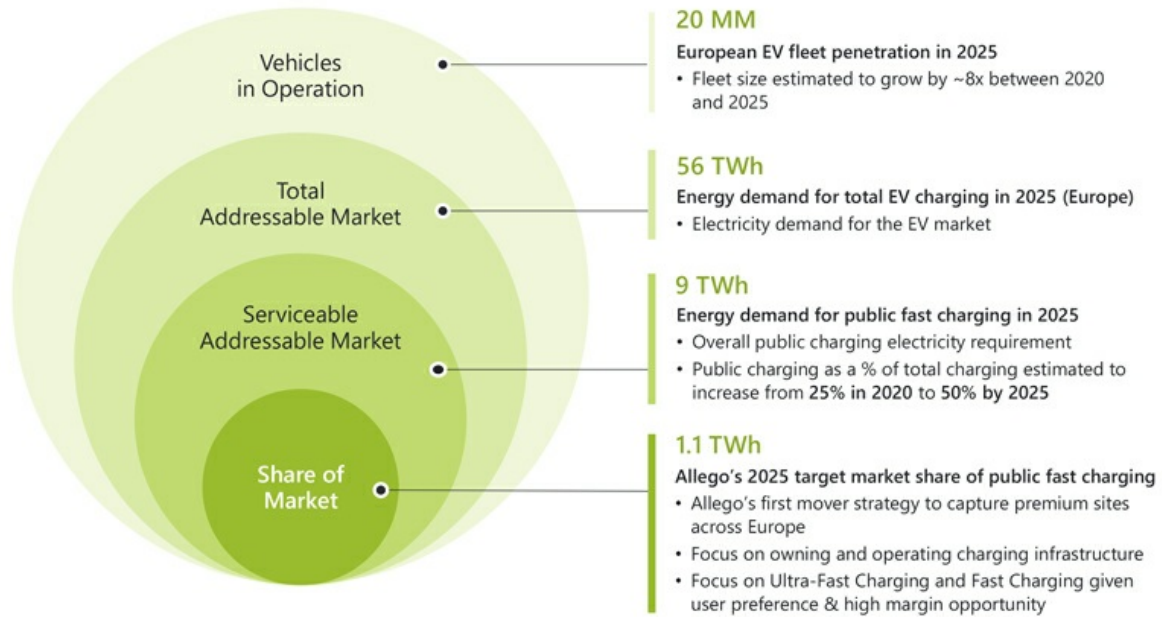 Vehicles
in Operation
Total
Addressable Market
Serviceable
Addressable Market
Share of
Market
20 MM
European EV fleet penetration in 2025
• Fleet size estimated to grow by ~8x between 2020
and 2025
56 TWh
Energy demand for total EV charging in 2025 (Europe)
• Electricity demand for the EV market
9 TWh
Energy demand for public fast charging in 2025
• Overall public charging electricity requirement
• Public charging as a % of total charging estimated to
increase from 25% in 2020 to 50% by 2025
1.1 TWh
Allego's 2025 target market share of public fast charging
• Allego's first mover strategy to capture premium sites
across Europe
• Focus on owning and operating charging infrastructure
• Focus on Ultra-Fast Charging and Fast Charging given
user preference & high margin opportunity